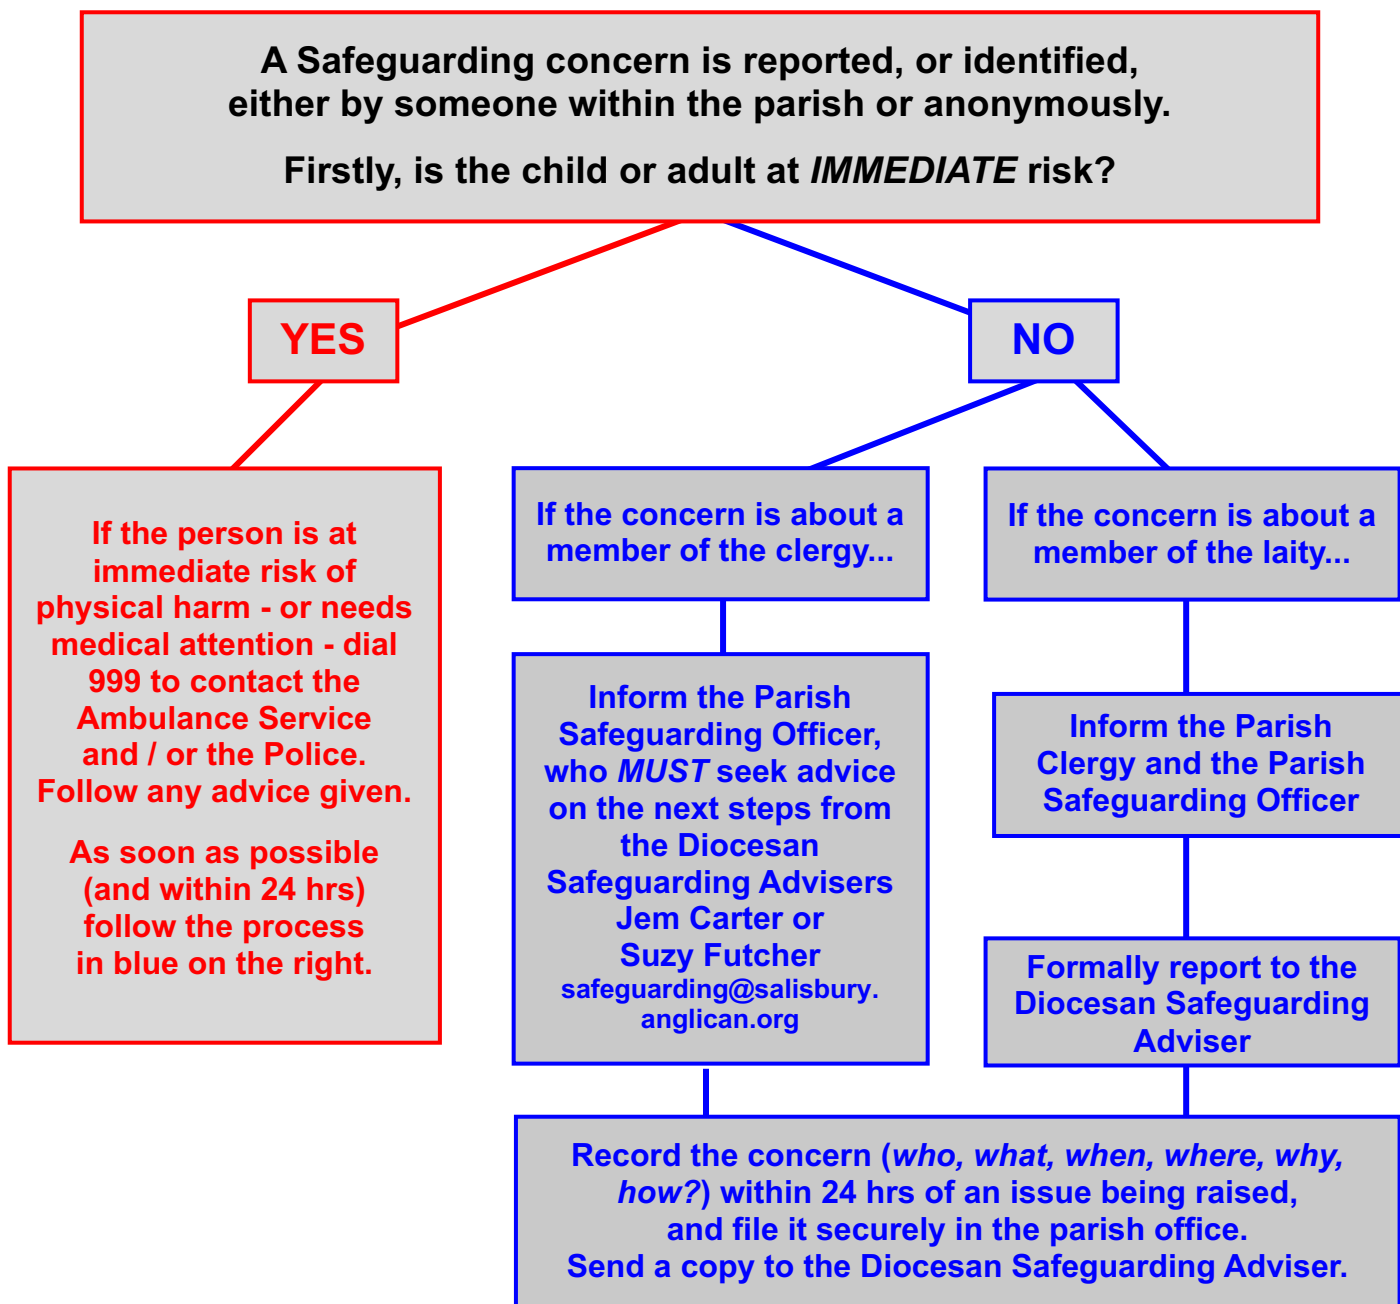 A Safeguarding concern is reported, or identified,
either by someone within the parish or anonymously.
Firstly, is the child or adult at IMMEDIATE risk?
YES
NO
If the person is at
immediate risk of
physical harm - or needs
medical attention - dial
999 to contact the
Ambulance Service
and / or the Police.
Follow any advice given.
As soon as possible
(and within 24 hrs)
follow the process
in blue on the right.
If the concern is about a
member of the clergy...
Inform the Parish
Safeguarding Officer,
who MUST seek advice
on the next steps from
the Diocesan
Safeguarding Advisers
Jem Carter or
Suzy Futcher
safeguarding@salisbury.
anglican.org
If the concern is about a
member of the laity...
Inform the Parish
Clergy and the Parish
Safeguarding Officer
Formally report to the
Diocesan Safeguarding
Adviser
Record the concern (who, what, when, where, why,
how?) within 24 hrs of an issue being raised,
and file it securely in the parish office.
Send a copy to the Diocesan Safeguarding Adviser.